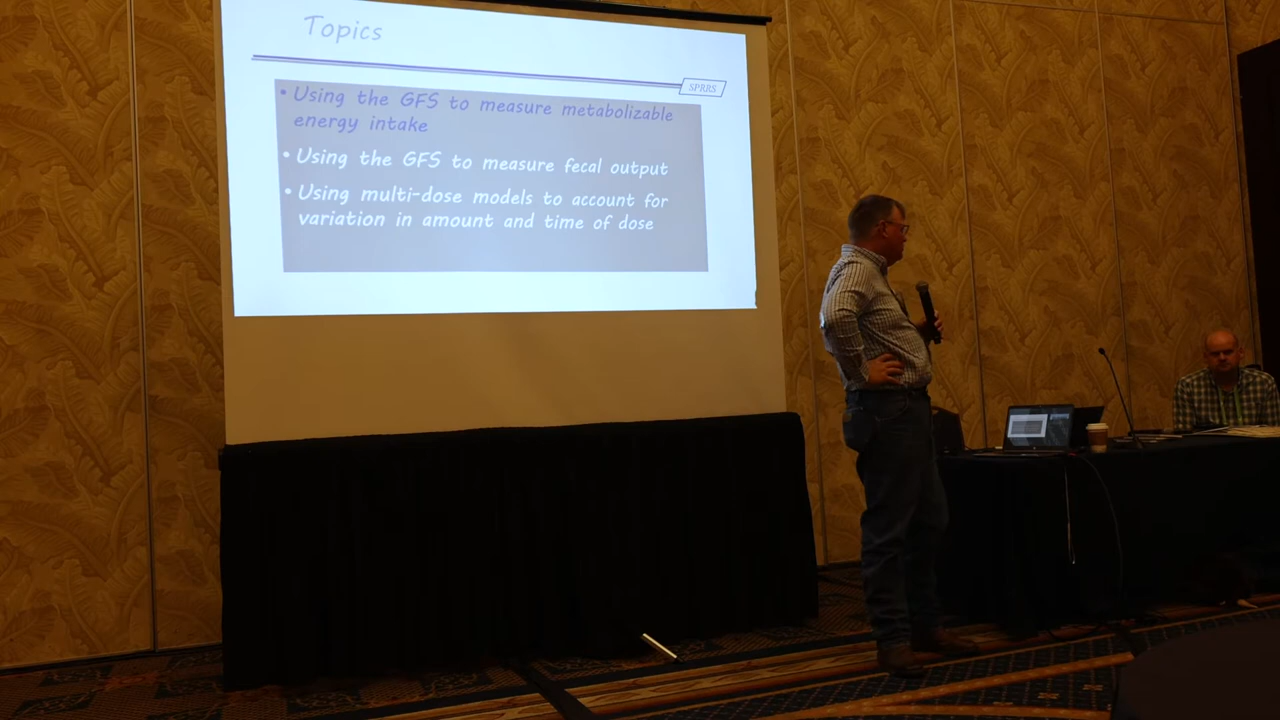 Topics
SPRRS
• Using the GFS to measure metabolizable
energy intake
• Using the GFS to measure fecal output
• Using multi-dose models to account for
variation in amount and time of dose